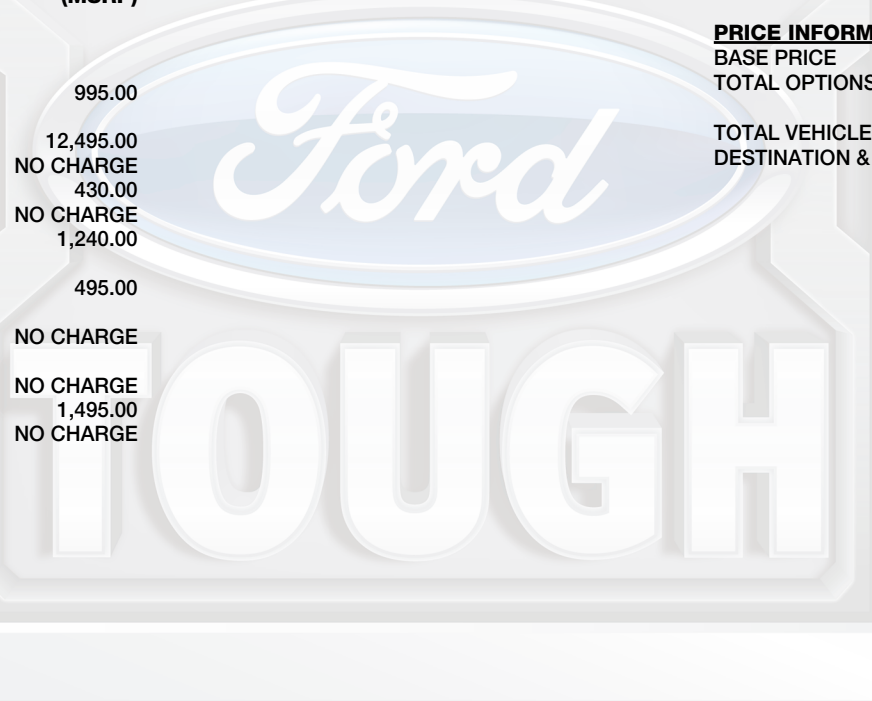 (MSRP)
995.00
12,495.00
NO CHARGE
430.00
NO CHARGE
1,240.00
495.00
NO CHARGE
NO CHARGE
1,495.00
NO CHARGE
PRICE INFORM
BASE PRICE
TOTAL OPTIONS
TOTAL VEHICLE
DESTINATION &
Ford
TOUGH